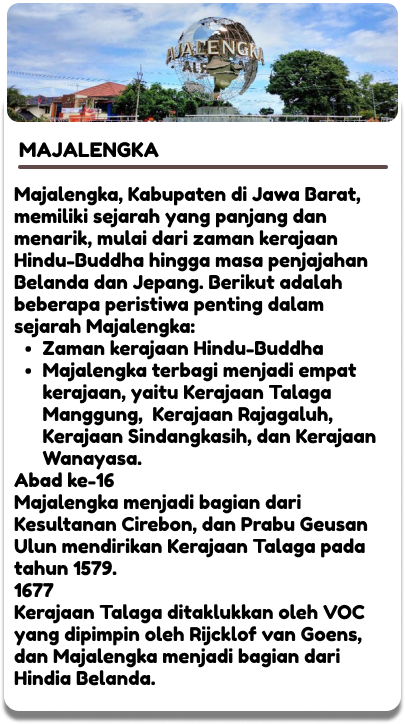 AJALENGKA
MAJALENGKA
Majalengka, Kabupaten di Jawa Barat,
memiliki sejarah yang panjang dan
menarik, mulai dari zaman kerajaan
Hindu-Buddha hingga masa penjajahan
Belanda dan Jepang. Berikut adalah
beberapa peristiwa penting dalam
sejarah Majalengka:
• Zaman kerajaan Hindu-Buddha
• Majalengka terbagi menjadi empat
kerajaan, yaitu Kerajaan Talaga
Manggung, Kerajaan Rajagaluh,
Kerajaan Sindangkasih, dan Kerajaan
Wanayasa.
Abad ke-16
Majalengka menjadi bagian dari
Kesultanan Cirebon, dan Prabu Geusan
Ulun mendirikan Kerajaan Talaga pada
tahun 1579.
1677
Kerajaan Talaga ditaklukkan oleh VOC
yang dipimpin oleh Rijcklof van Goens,
dan Majalengka menjadi bagian dari
Hindia Belanda.